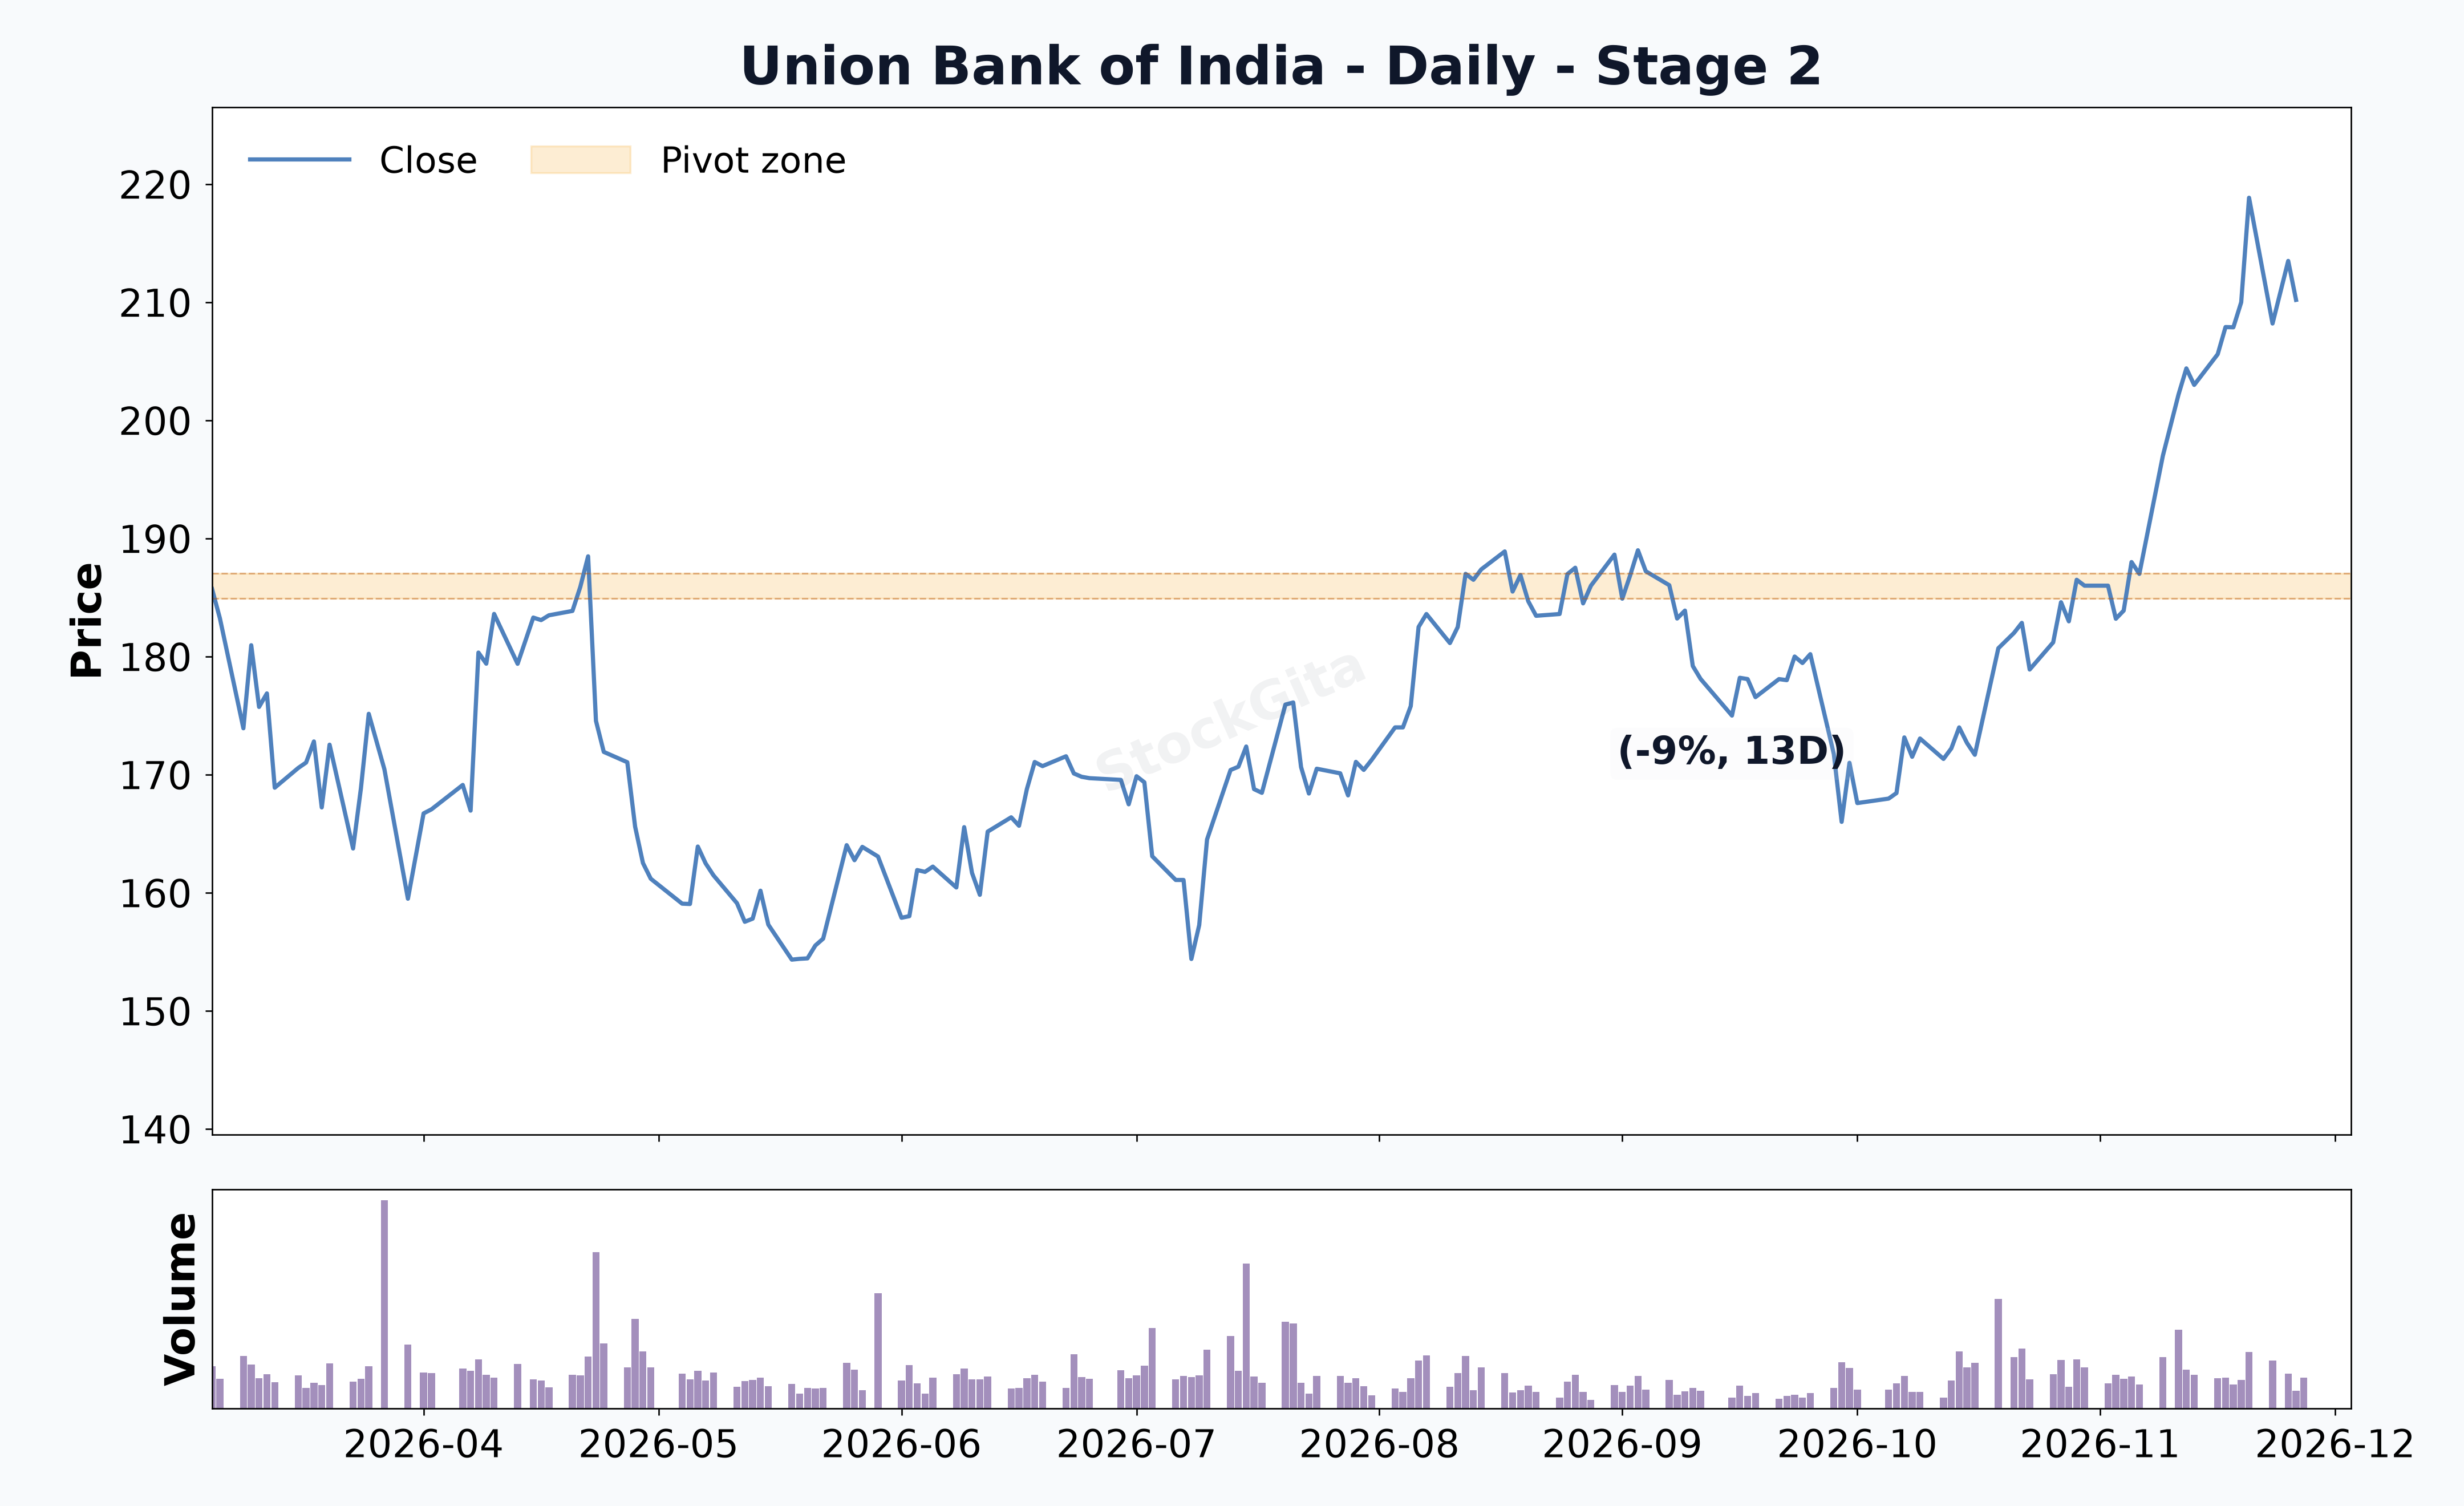 Union Bank of India - Daily - Stage 2
Close
Pivot zone
Price
220
210
200
190
180
170
160
150
140
StockGita
(-9%, 13D)
Volume
2026-04
2026-05
2026-06
2026-07
2026-08
2026-09
2026-10
2026-11
2026-12